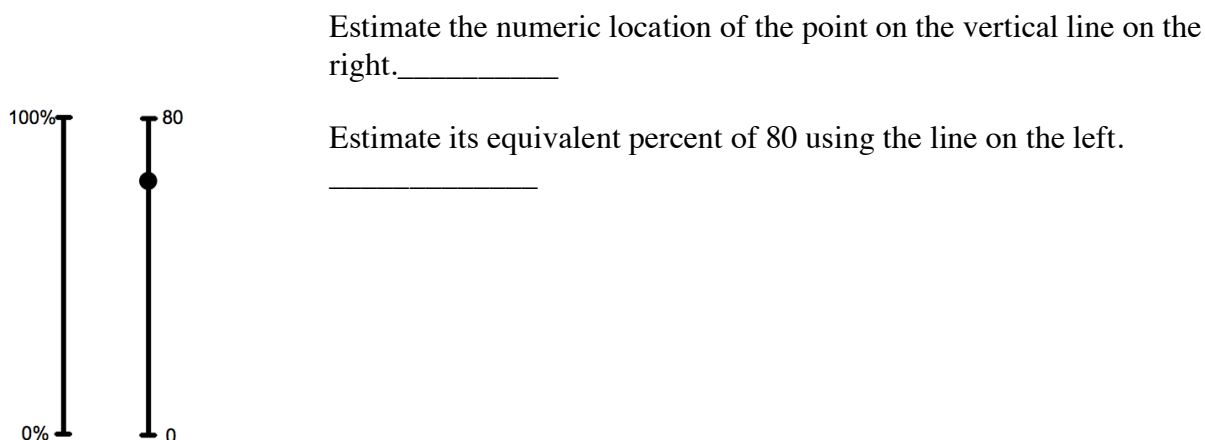 Estimate the numeric location of the point on the vertical line on the
right.__________
100% 80
Estimate its equivalent percent of 80 using the line on the left.
_____________
0% 0